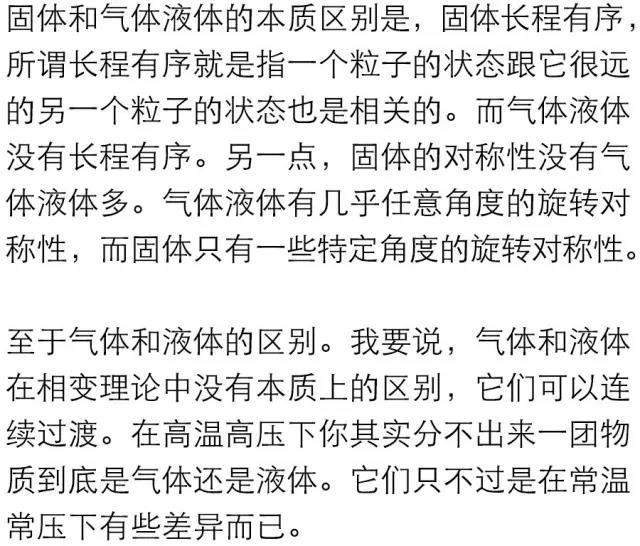 固体和气体液体的本质区别是，固体长程有序，
所谓长程有序就是指一个粒子的状态跟它很远
的另一个粒子的状态也是相关的。而气体液体
没有长程有序。另一点，固体的对称性没有气
体液体多。气体液体有几乎任意角度的旋转对
称性，而固体只有一些特定角度的旋转对称性。
至于气体和液体的区别。我要说，气体和液体
在相变理论中没有本质上的区别，它们可以连
续过渡。在高温高压下你其实分不出来一团物
质到底是气体还是液体。它们只不过是在常温
常压下有些差异而已。